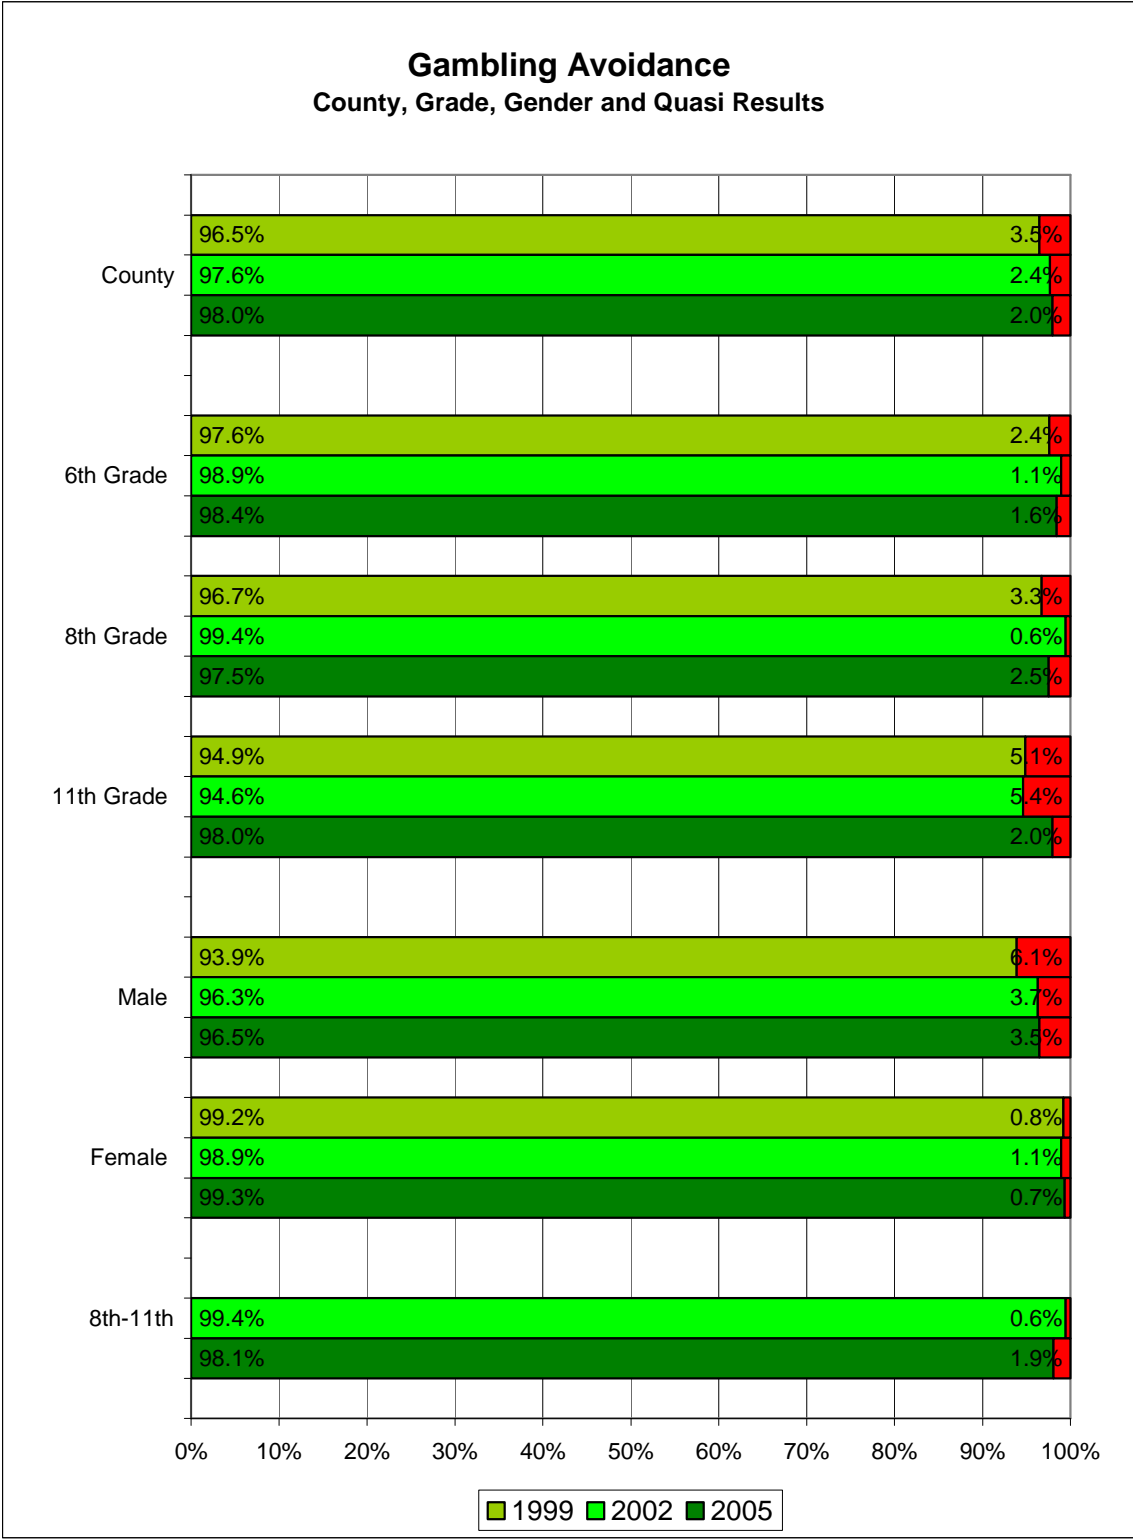 Gambling Avoidance
County, Grade, Gender and Quasi Results
96.5% 3.5%
County 97.6% 2.4%
98.0% 2.0%
97.6% 2.4%
6th Grade 98.9% 1.1%
98.4% 1.6%
96.7% 3.3%
8th Grade 99.4% 0.6%
97.5% 2.5%
94.9% 5.1%
11th Grade 94.6% 5.4%
98.0% 2.0%
93.9% 6.1%
Male 96.3% 3.7%
96.5% 3.5%
99.2% 0.8%
Female 98.9% 1.1%
99.3% 0.7%
8th-11th 99.4% 0.6%
98.1% 1.9%
0% 10% 20% 30% 40% 50% 60% 70% 80% 90% 100%
1999 2002 2005